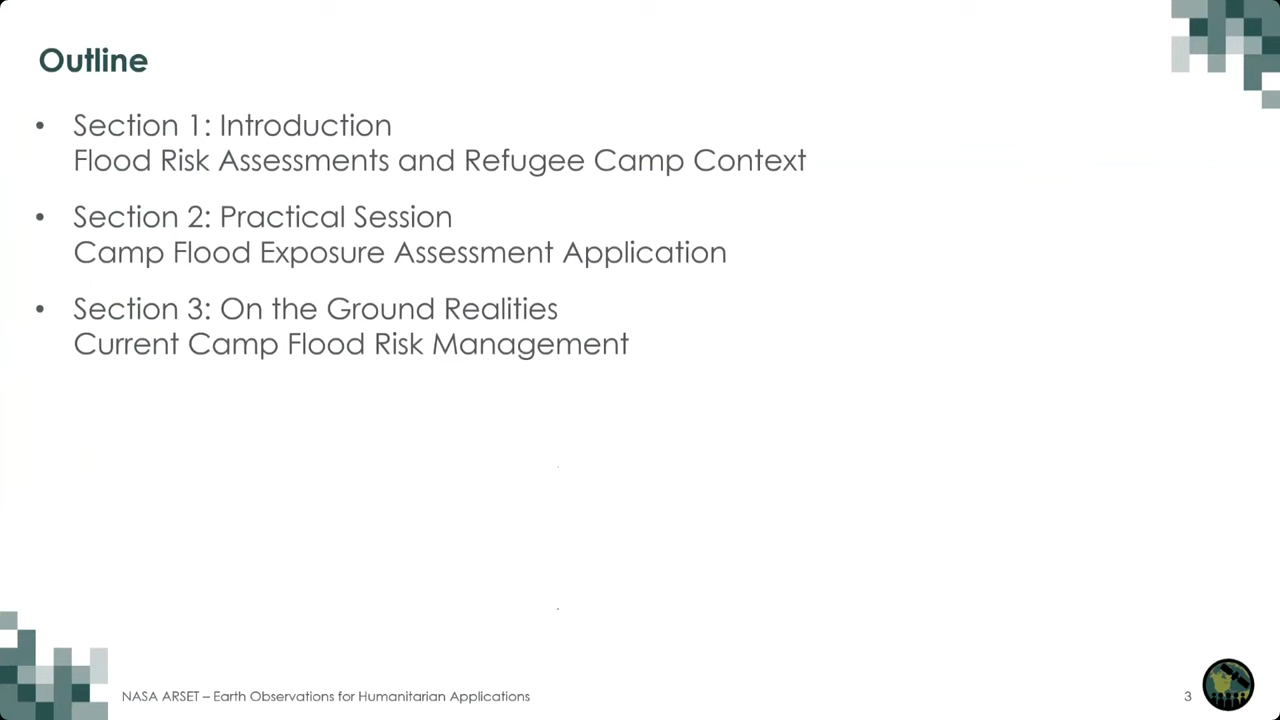 Outline
• Section 1: Introduction
Flood Risk Assessments and Refugee Camp Context
• Section 2: Practical Session
Camp Flood Exposure Assessment Application
• Section 3: On the Ground Realities
Current Camp Flood Risk Management
NASA ARSET – Earth Observations for Humanitarian Applications
3